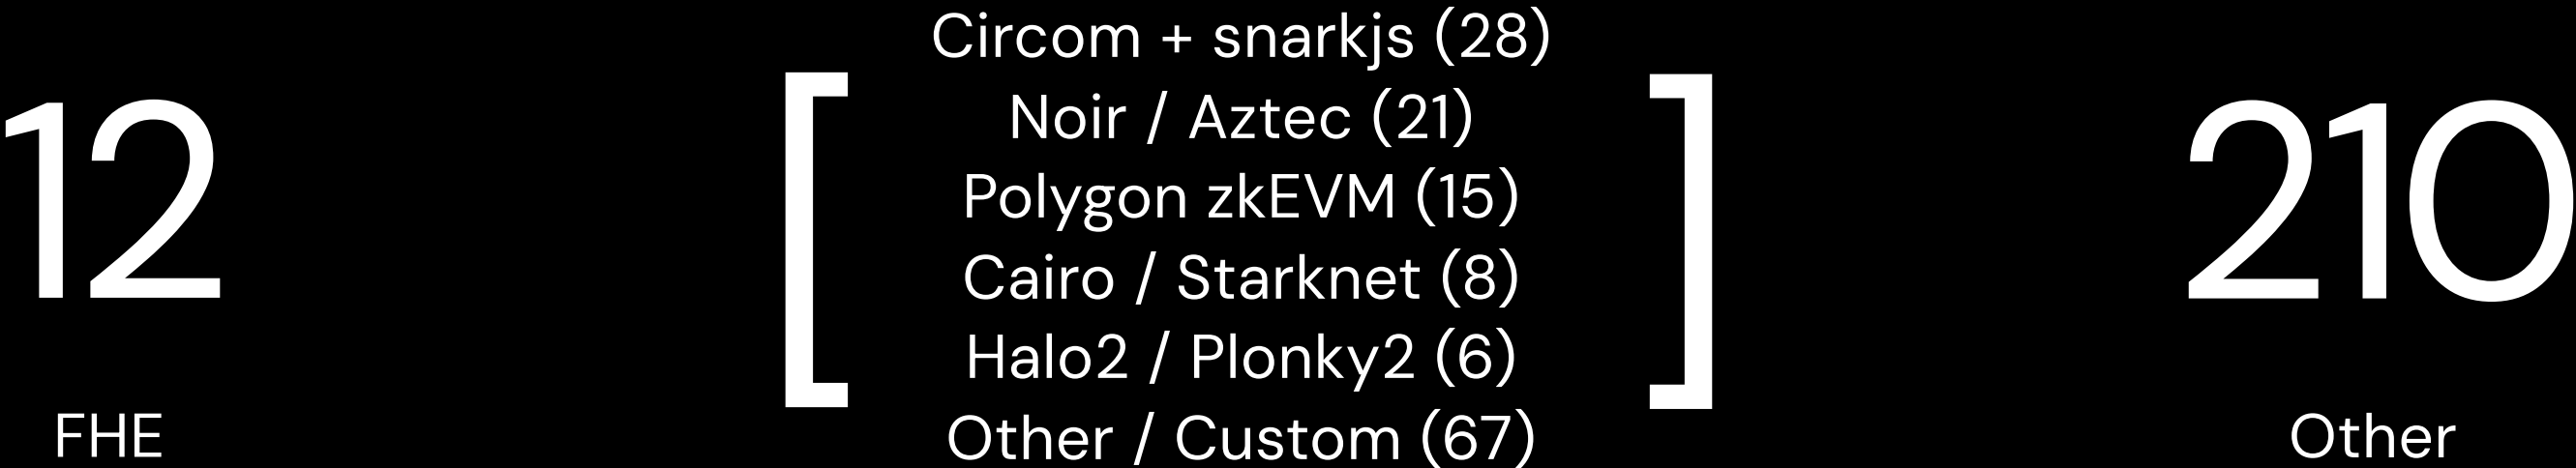 12
FHE
[
Circom + snarkjs (28)
Noir / Aztec (21)
Polygon zkEVM (15)
Cairo / Starknet (8)
Halo2 / Plonky2 (6)
Other / Custom (67)
]
210
Other